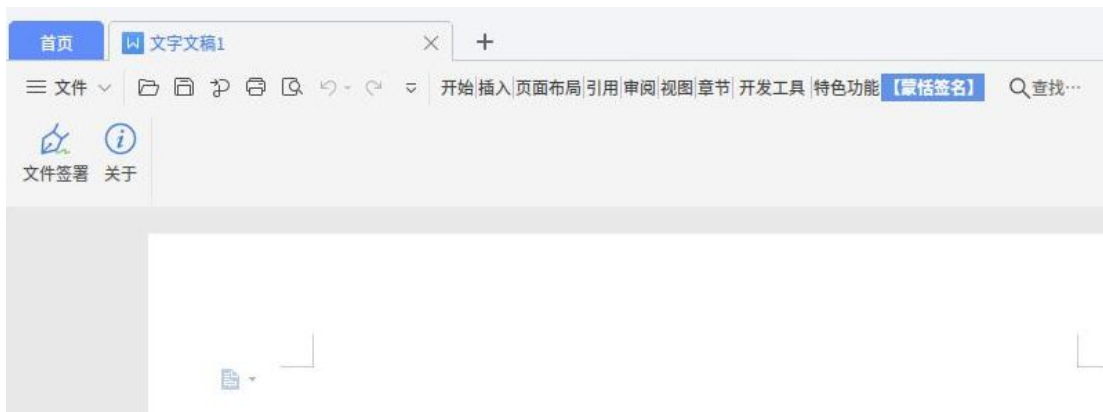 首页 文字文稿1
文件 开始 插入 页面布局 引用 审阅 视图 章节 开发工具 特色功能 【蒙恬签名】 查找…
文件签署 关于